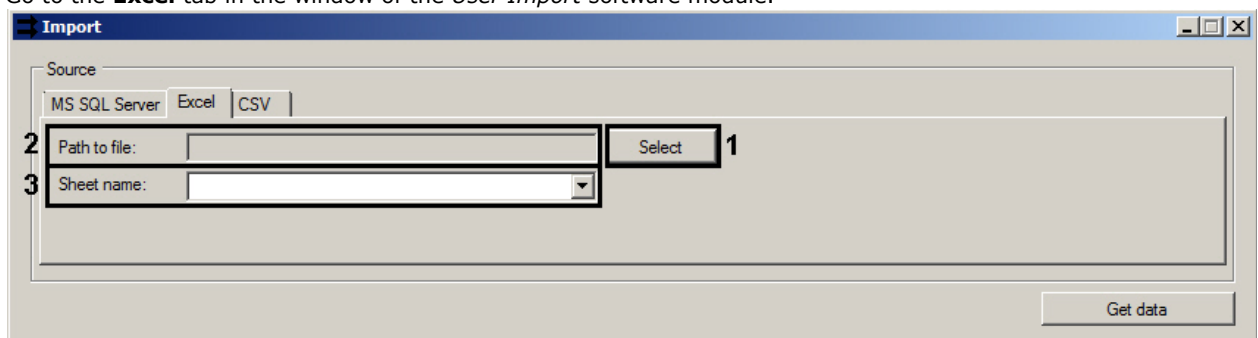 Go to the Excel tab in the window of the User Import software module.
Import
Source
MS SQL Server Excel CSV
2 Path to file: Select 1
3 Sheet name:
Get data